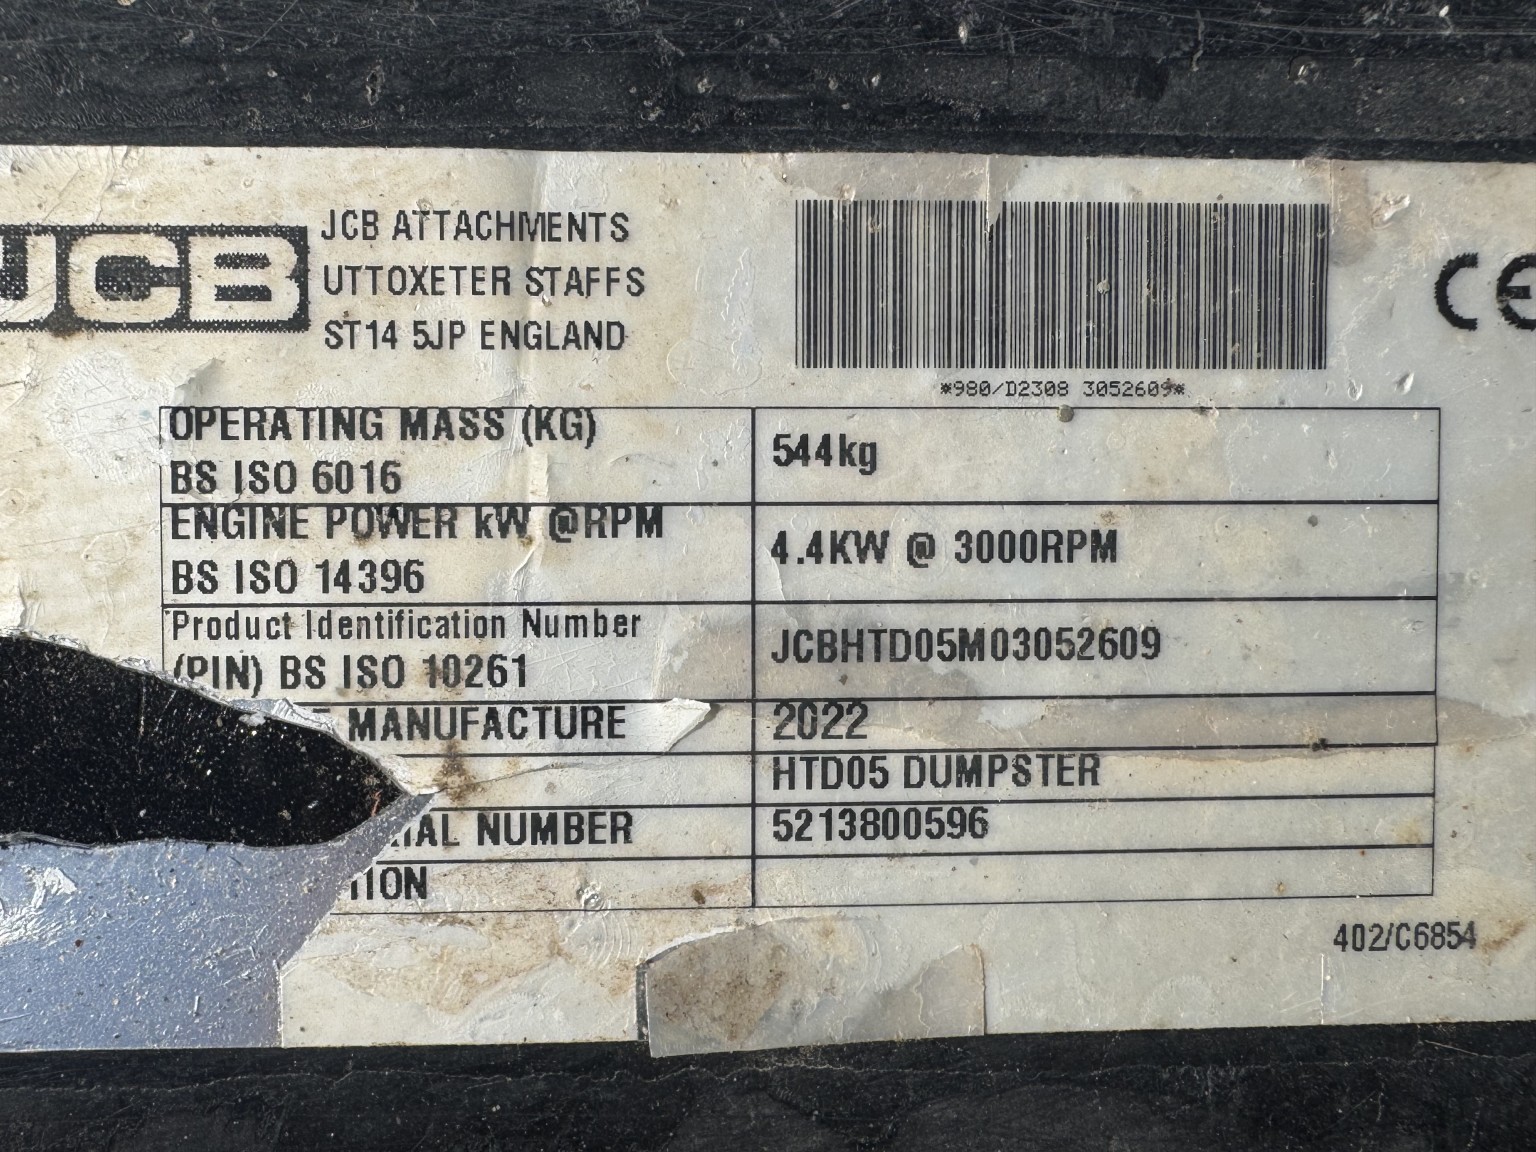 JCB
JCB ATTACHMENTS
UTTOXETER STAFFS
ST14 5JP ENGLAND
*980/D2308 3052609*
CE
OPERATING MASS (KG)
BS ISO 6016
544kg
ENGINE POWER kW @RPM
BS ISO 14396
4.4KW @ 3000RPM
Product Identification Number
(PIN) BS ISO 10261
JCBHTD05M03052609
MANUFACTURE
2022
HTD05 DUMPSTER
NUMBER
5213800596
402/C6854